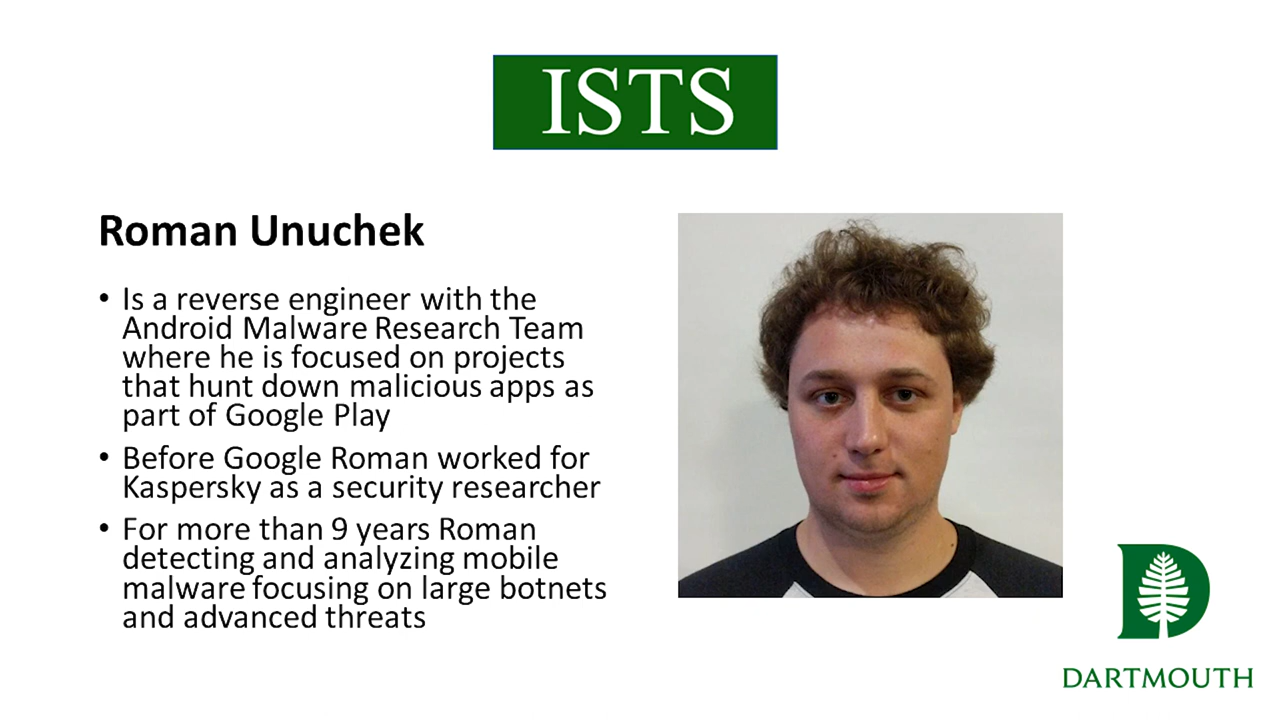 ISTS
Roman Unuchek
• Is a reverse engineer with the
Android Malware Research Team
where he is focused on projects
that hunt down malicious apps as
part of Google Play
• Before Google Roman worked for
Kaspersky as a security researcher
• For more than 9 years Roman
detecting and analyzing mobile
malware focusing on large botnets
and advanced threats
D
DARTMOUTH